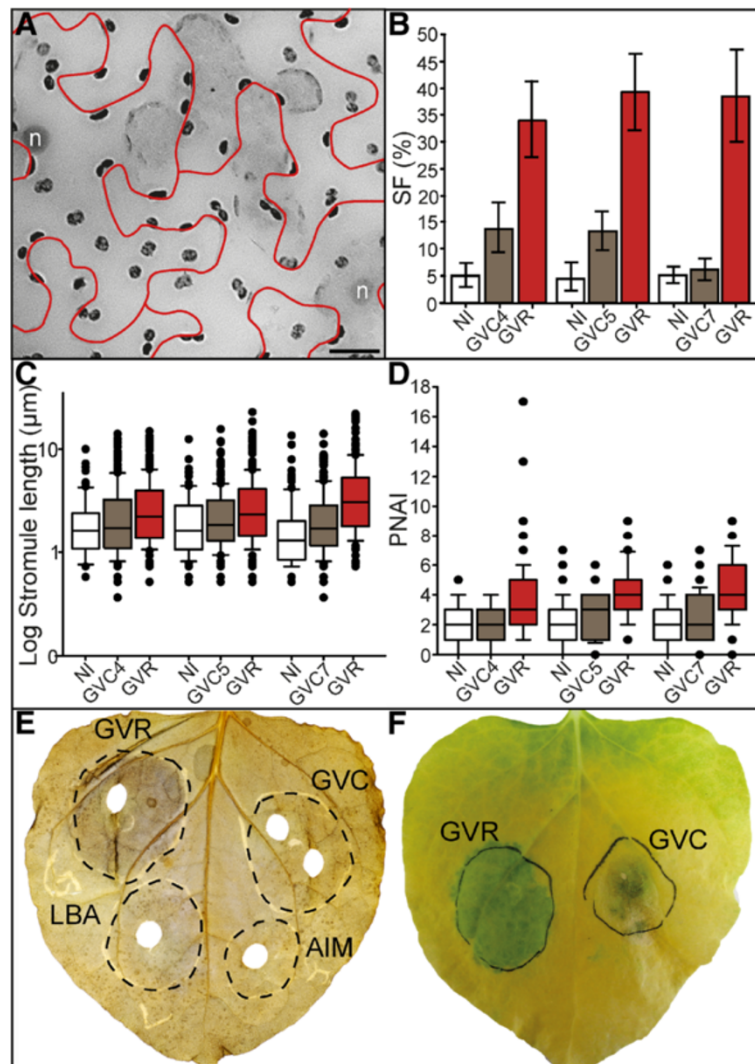 A
n
n
B
SF (%)
50
45
40
35
30
25
20
15
10
5
0
NI GVC4 GVR NI GVC5 GVR NI GVC7 GVR
C
Log Stromule length (µm)
10
1
0
NI GVC4 GVR NI GVC5 GVR NI GVC7 GVR
D
PNAI
18
16
14
12
10
8
6
4
2
0
NI GVC4 GVR NI GVC5 GVR NI GVC7 GVR
E
GVR
GVC
LBA
AIM
F
GVR
GVC